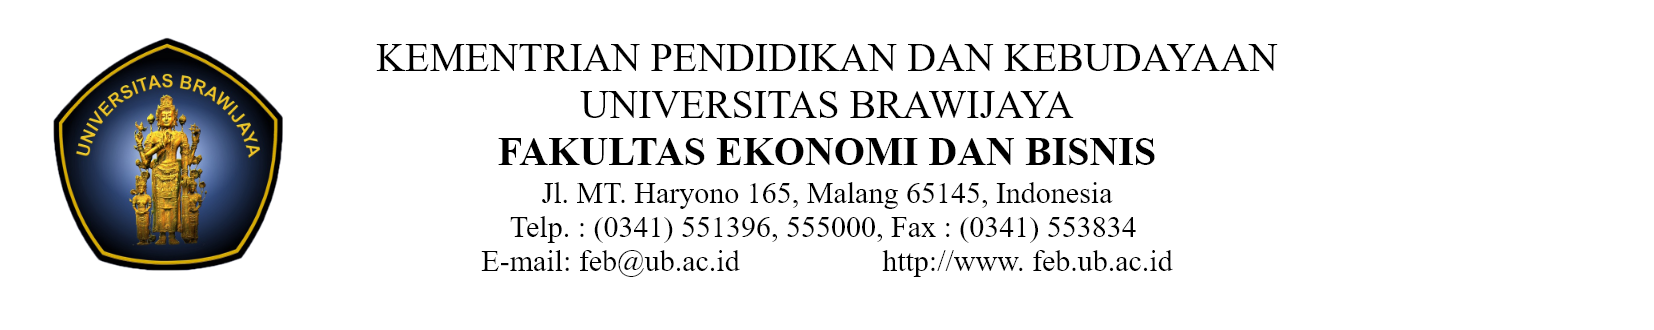 UNIVERSITAS BRAWIJAYA
KEMENTRIAN PENDIDIKAN DAN KEBUDAYAAN
UNIVERSITAS BRAWIJAYA
FAKULTAS EKONOMI DAN BISNIS
Jl. MT. Haryono 165, Malang 65145, Indonesia
Telp. : (0341) 551396, 555000, Fax : (0341) 553834
E-mail: feb@ub.ac.id http://www. feb.ub.ac.id